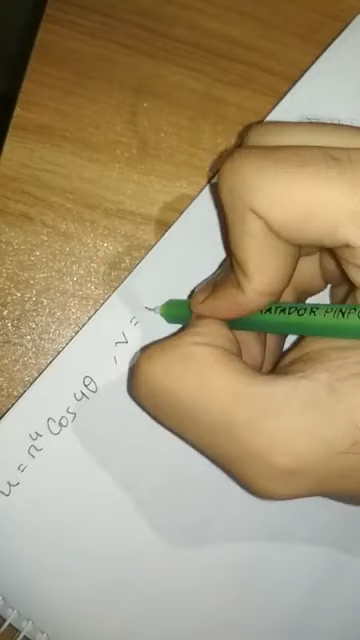 u = r⁴ Cos 4θ , v =
MATADOR PINPO